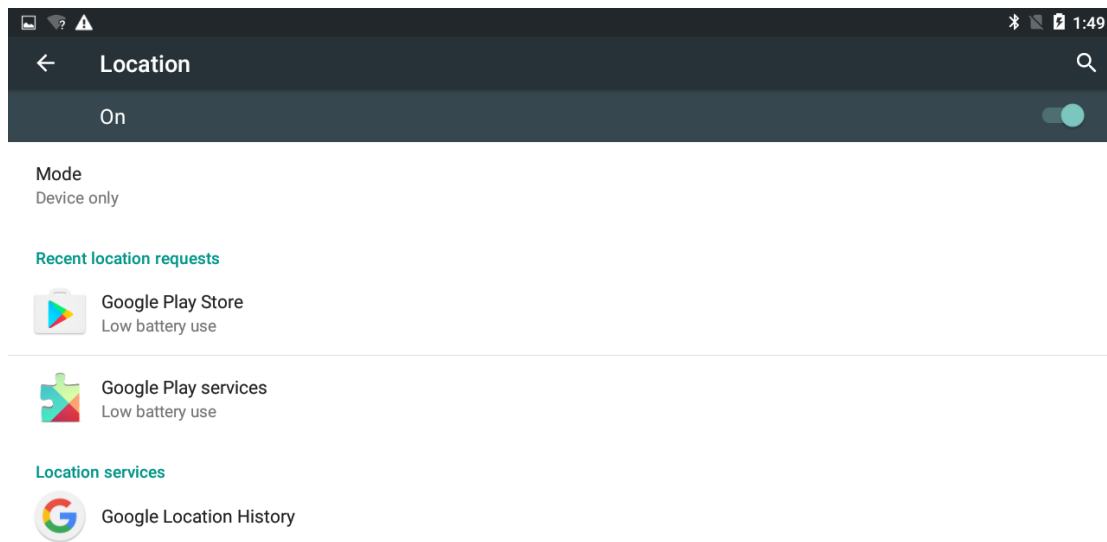 1:49
Location
On
Mode
Device only
Recent location requests
Google Play Store
Low battery use
Google Play services
Low battery use
Location services
Google Location History